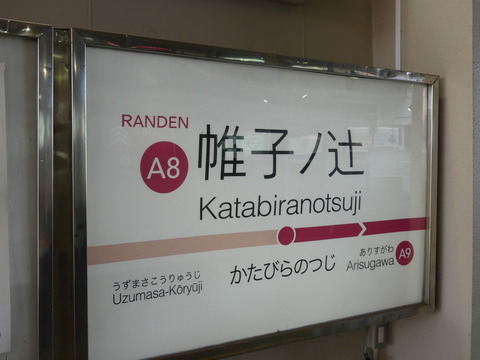 RANDEN
A8
帷子ノ辻
Katabiranotsuji
うずまさこうりゅうじ
Uzumasa-Kōryūji
かたびらのつじ
ありすがわ
Arisugawa
A9